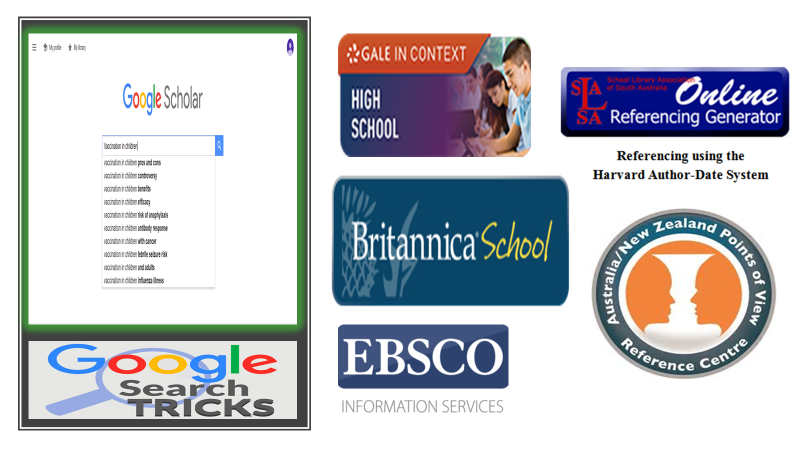 My profile
My library
Google Scholar
Vaccination in children
vaccination in children pros and cons
vaccination in children controversy
vaccination in children benefits
vaccination in children efficacy
vaccination in children risk of anaphylaxis
vaccination in children antibody response
vaccination in children with cancer
vaccination in children febrile seizure risk
vaccination in children and adults
vaccination in children influenza illness
Google
Search
TRICKS
GALE IN CONTEXT
HIGH
SCHOOL
Britannica School
EBSCO
INFORMATION SERVICES
SLASA
School Library Association
of South Australia
Online
Referencing Generator
Referencing using the
Harvard Author-Date System
Australia/New Zealand Points of View
Reference Centre